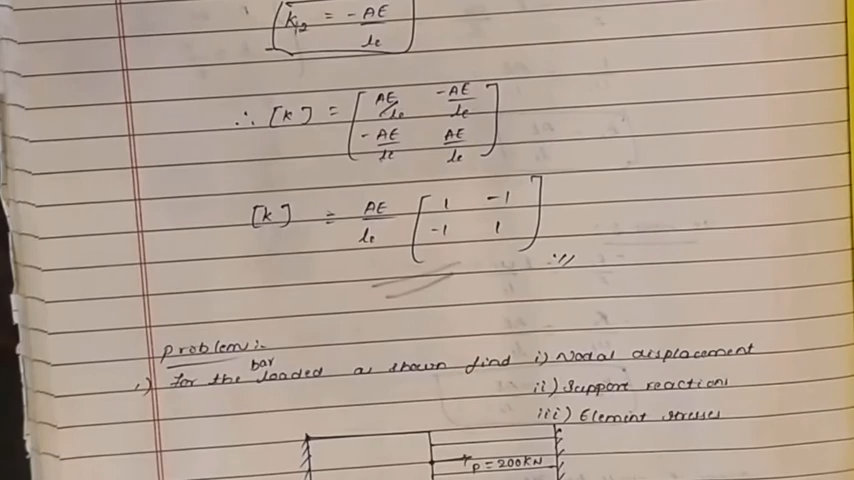 k12 = -AE/le
∴ [k] = [AE/le -AE/le
-AE/le AE/le]
[k] = AE/le [1 -1
-1 1]
Problem:-
1) For the bar loaded as shown find i) Nodal displacement
ii) Support reactions
iii) Element stresses
P = 200KN